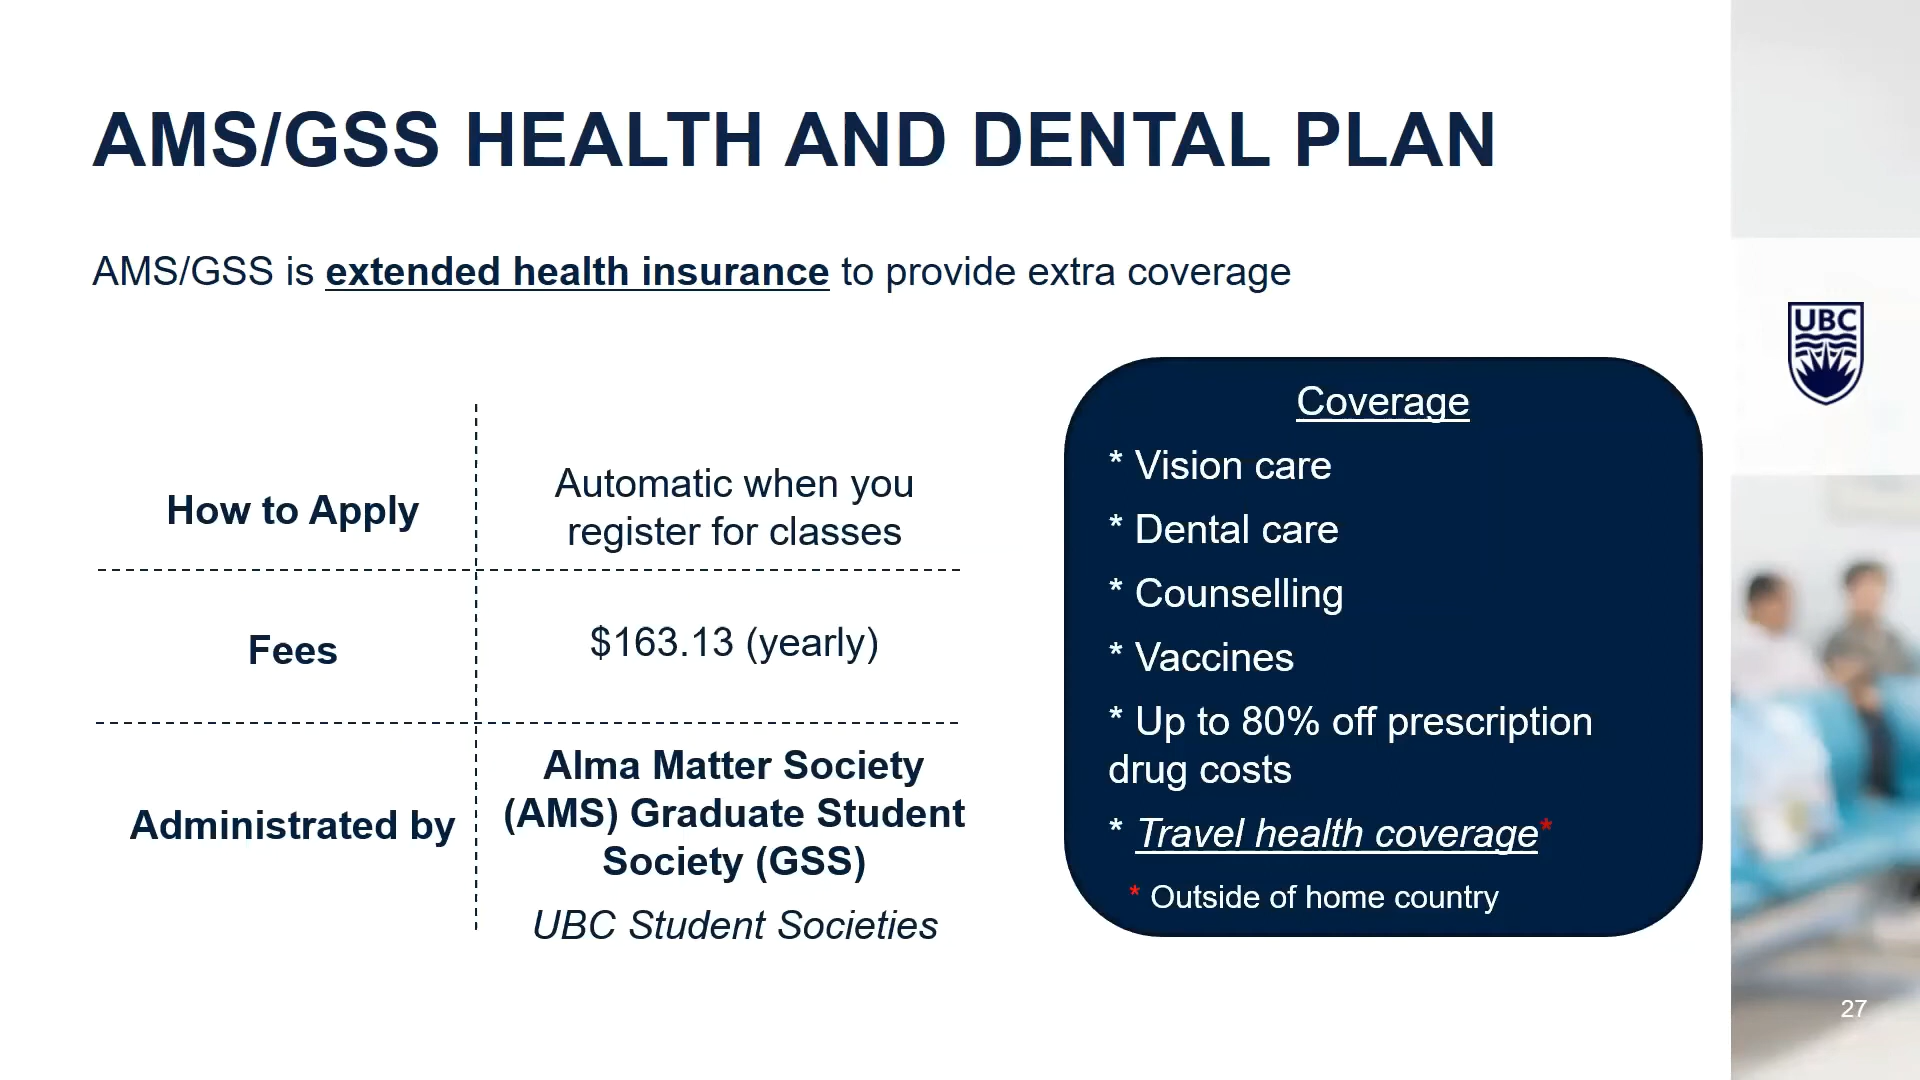 AMS/GSS HEALTH AND DENTAL PLAN
AMS/GSS is extended health insurance to provide extra coverage
How to Apply
Automatic when you
register for classes
Fees
$163.13 (yearly)
Administrated by
Alma Matter Society
(AMS) Graduate Student
Society (GSS)
UBC Student Societies
Coverage
* Vision care
* Dental care
* Counselling
* Vaccines
* Up to 80% off prescription
drug costs
* Travel health coverage*
* Outside of home country
UBC
27